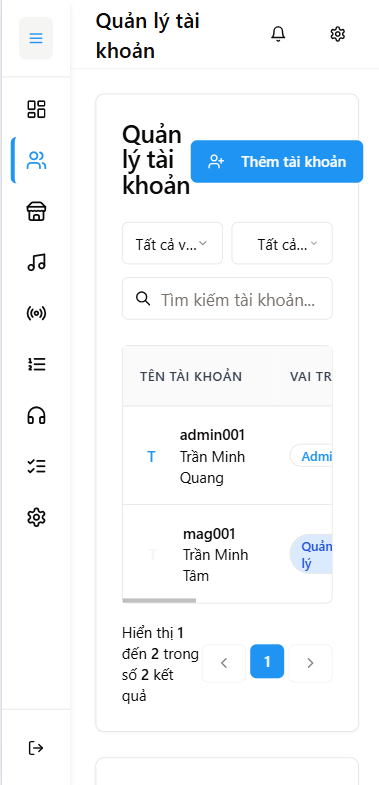 Quản lý tài
khoản
Quản
lý tài
khoản
Thêm tài khoản
Tất cả v...
Tất cả...
Tìm kiếm tài khoản...
TÊN TÀI KHOẢN VAI TR
T
admin001
Trần Minh
Quang
Admi
T
mag001
Trần Minh
Tâm
Quản
lý
Hiển thị 1
đến 2 trong
số 2 kết
quả
1